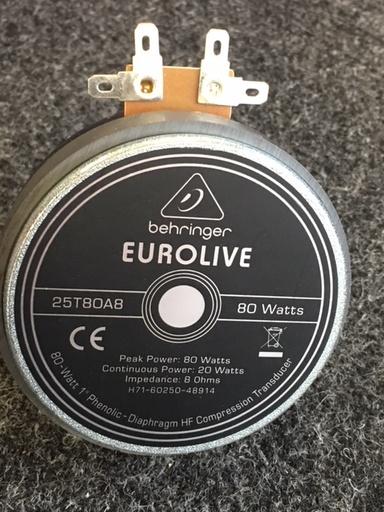 behringer
EUROLIVE
25T80A8
80 Watts
CE
Peak Power: 80 Watts
Continuous Power: 20 Watts
Impedance: 8 Ohms
H71-60250-48914
80-Watt 1" Phenolic-Diaphragm HF Compression Transducer